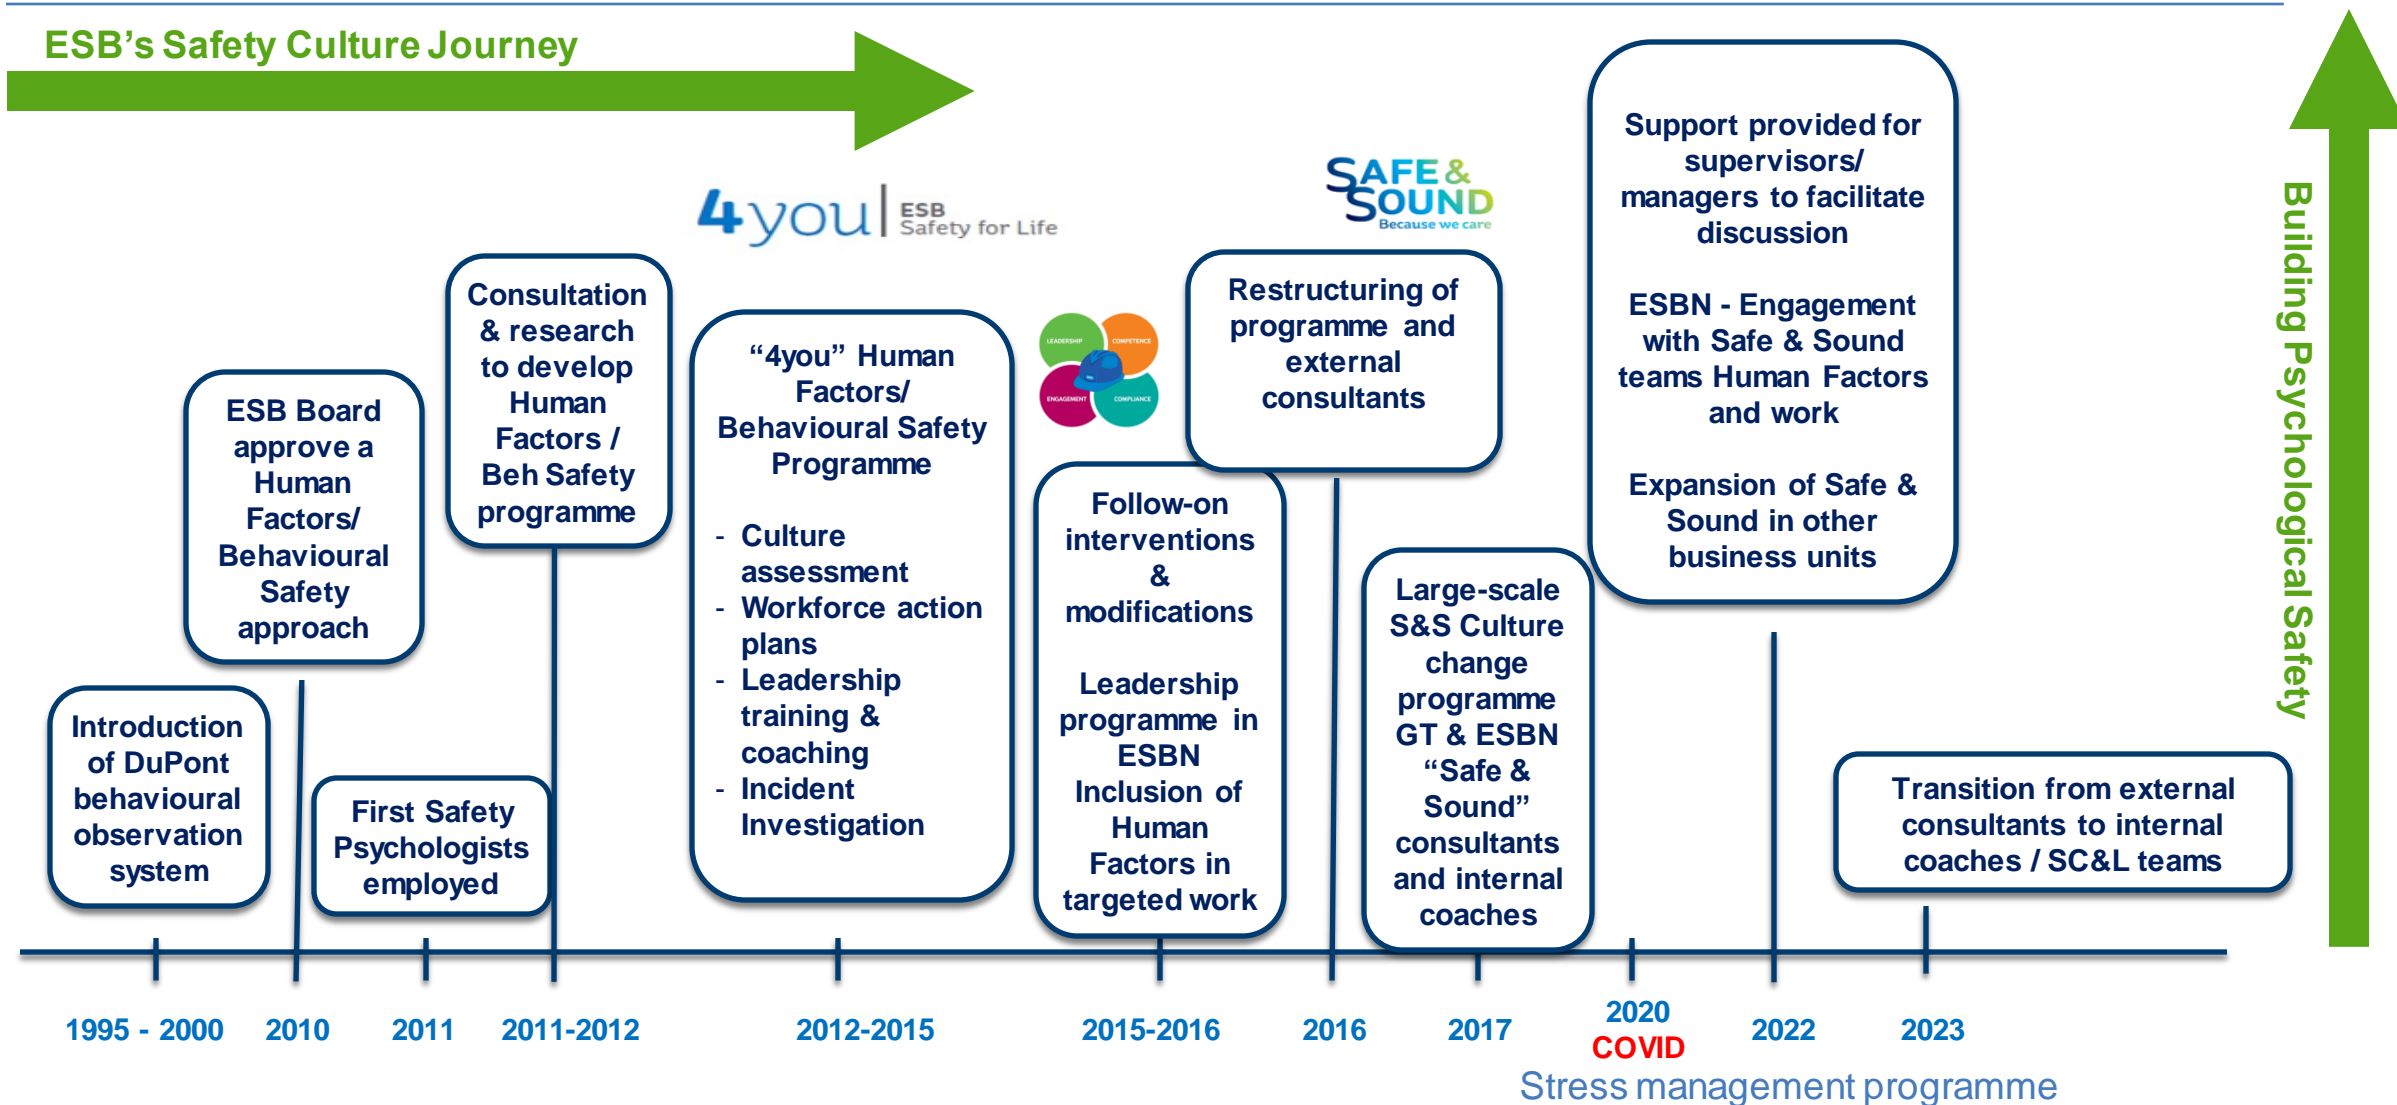 ESB's Safety Culture Journey
4you
ESB
Safety for Life
SAFE &
SOUND
Because we care
Building Psychological Safety
Introduction
of DuPont
behavioural
observation
system
ESB Board
approve a
Human
Factors/
Behavioural
Safety
approach
First Safety
Psychologists
employed
Consultation
& research
to develop
Human
Factors /
Beh Safety
programme
“4you” Human
Factors/
Behavioural Safety
Programme
- Culture
assessment
- Workforce action
plans
- Leadership
training &
coaching
- Incident
Investigation
LEADERSHIP
COMPETENCE
ENGAGEMENT
COMPLIANCE
Follow-on
interventions
&
modifications
Leadership
programme in
ESBN
Inclusion of
Human
Factors in
targeted work
Restructuring of
programme and
external
consultants
Large-scale
S&S Culture
change
programme
GT & ESBN
“Safe &
Sound”
consultants
and internal
coaches
Support provided for
supervisors/
managers to facilitate
discussion
ESBN - Engagement
with Safe & Sound
teams Human Factors
and work
Expansion of Safe &
Sound in other
business units
Transition from external
consultants to internal
coaches / SC&L teams
1995 - 2000
2010
2011
2011-2012
2012-2015
2015-2016
2016
2017
2020
COVID
2022
2023
Stress management programme